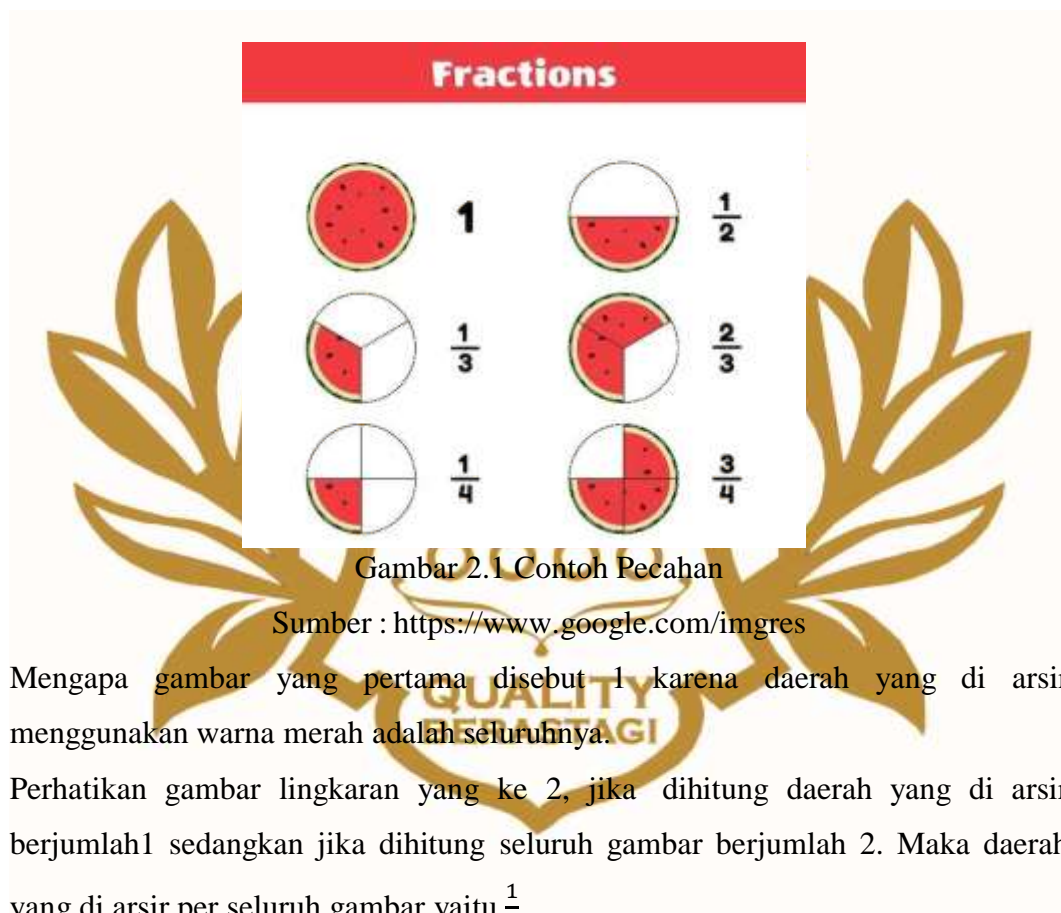 Fractions
1
1/2
1/3
2/3
1/4
3/4
Gambar 2.1 Contoh Pecahan
Sumber : https://www.google.com/imgres
QUALITY
BERASTAGI
Mengapa gambar yang pertama disebut 1 karena daerah yang di arsir
menggunakan warna merah adalah seluruhnya.
Perhatikan gambar lingkaran yang ke 2, jika dihitung daerah yang di arsir
berjumlah1 sedangkan jika dihitung seluruh gambar berjumlah 2. Maka daerah
yang di arsir per seluruh gambar yaitu 1